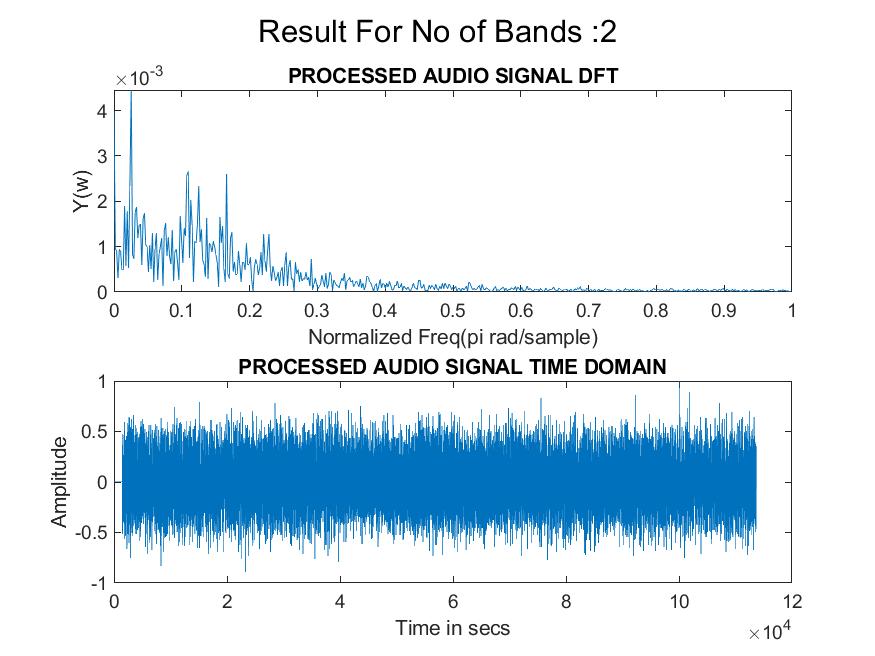 Result For No of Bands :2
×10⁻³
PROCESSED AUDIO SIGNAL DFT
4
3
2
1
0
Y(w)
0 0.1 0.2 0.3 0.4 0.5 0.6 0.7 0.8 0.9 1
Normalized Freq(pi rad/sample)
PROCESSED AUDIO SIGNAL TIME DOMAIN
1
0.5
0
-0.5
-1
Amplitude
0 2 4 6 8 10 12
Time in secs
×10⁴